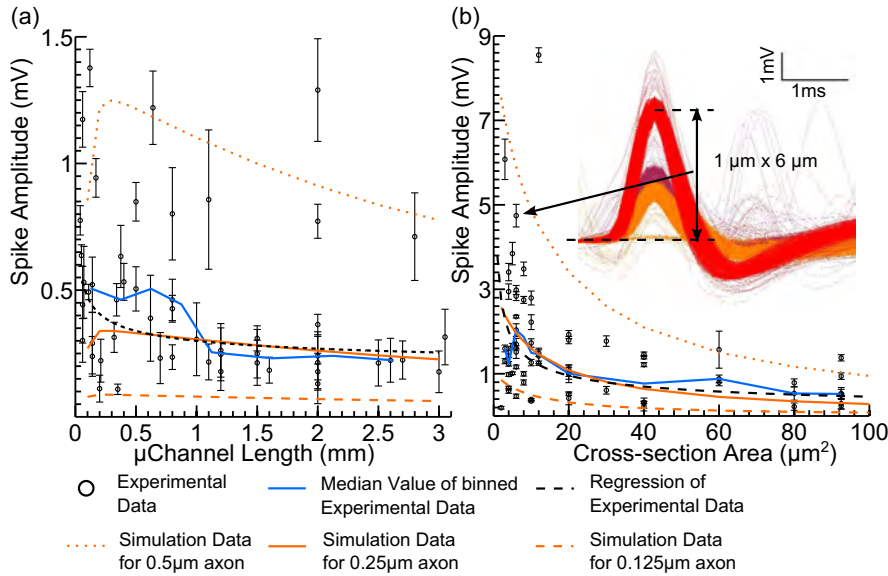 (a)
(b)
Spike Amplitude (mV)
1.5
1
0.5
0 0.5 1 1.5 2 2.5 3
µChannel Length (mm)
Spike Amplitude (mV)
9
7
5
3
1
0 20 40 60 80 100
Cross-section Area (µm²)
1mV
1ms
1 µm x 6 µm
Experimental
Data
Median Value of binned
Experimental Data
Regression of
Experimental Data
Simulation Data
for 0.5µm axon
Simulation Data
for 0.25µm axon
Simulation Data
for 0.125µm axon